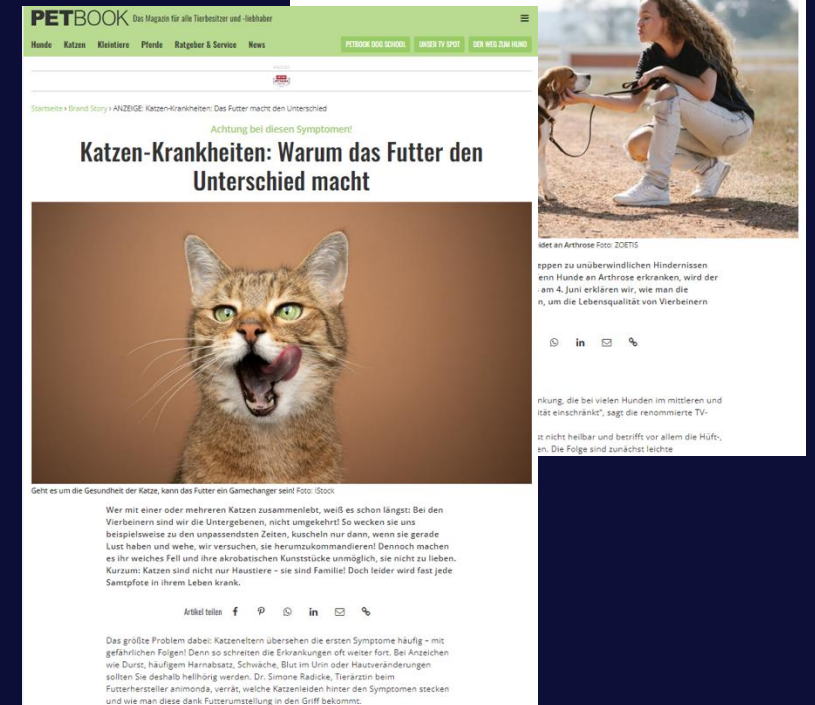 PETBOOK Das Magazin für alle Tierbesitzer und -liebhaber
Hunde Katzen Kleintiere Pferde Ratgeber & Service News PETBOOK DOG SCHOOL UNSER TV SPOT DER WEG ZUM HUND
ANZEIGE
Startseite › Brand Story › ANZEIGE: Katzen-Krankheiten: Das Futter macht den Unterschied
Achtung bei diesen Symptomen!
Katzen-Krankheiten: Warum das Futter den
Unterschied macht
Geht es um die Gesundheit der Katze, kann das Futter ein Gamechanger sein! Foto: iStock
Wer mit einer oder mehreren Katzen zusammenlebt, weiß es schon längst: Bei den
Vierbeinern sind wir die Untergebenen, nicht umgekehrt! So wecken sie uns
beispielsweise zu den unpassendsten Zeiten, kuscheln nur dann, wenn sie gerade
Lust haben und wehe, wir versuchen, sie herumzukommandieren! Dennoch machen
es ihr weiches Fell und ihre akrobatischen Kunststücke unmöglich, sie nicht zu lieben.
Kurzum: Katzen sind nicht nur Haustiere – sie sind Familie! Doch leider wird fast jede
Samtpfote in ihrem Leben krank.
Artikel teilen
Das größte Problem dabei: Katzeneltern übersehen die ersten Symptome häufig – mit
gefährlichen Folgen! Denn so schreiten die Erkrankungen oft weiter fort. Bei Anzeichen
wie Durst, häufigem Harnabsatz, Schwäche, Blut im Urin oder Hautveränderungen
sollten Sie deshalb hellhörig werden. Dr. Simone Radicke, Tierärztin beim
Futterhersteller animonda, verrät, welche Katzenleiden hinter den Symptomen stecken
und wie man diese dank Futterumstellung in den Griff bekommt.
idet an Arthrose Foto: ZOETIS
eppen zu unüberwindlichen Hindernissen
enn Hunde an Arthrose erkranken, wird der
am 4. Juni erklären wir, wie man die
n, um die Lebensqualität von Vierbeinern
nkung, die bei vielen Hunden im mittleren und
ität einschränkt", sagt die renommierte TV-
st nicht heilbar und betrifft vor allem die Hüft-,
en. Die Folge sind zunächst leichte